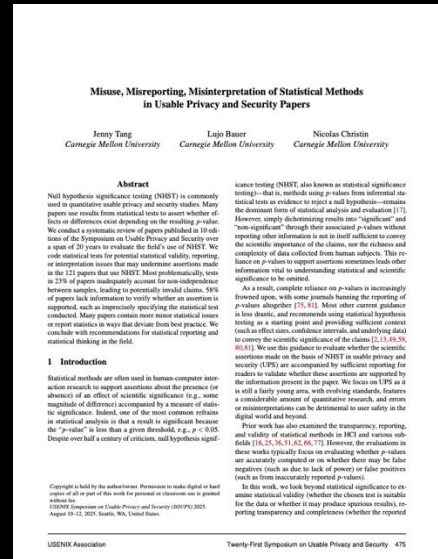 Misuse, Misreporting, Misinterpretation of Statistical Methods
in Usable Privacy and Security Papers
Jenny Tang
Carnegie Mellon University
Lujo Bauer
Carnegie Mellon University
Nicolas Christin
Carnegie Mellon University
Abstract
Null hypothesis significance testing (NHST) is commonly
used in quantitative usable privacy and security studies. Many
papers use results from statistical tests to assert whether ef-
fects or differences exist depending on the resulting p-value.
We conduct a systematic review of papers published in 10 edi-
tions of the Symposium on Usable Privacy and Security over
a span of 20 years to evaluate the field's use of NHST. We
code statistical tests for potential statistical validity, reporting,
or interpretation issues that may undermine assertions made
in the 121 papers that use NHST. Most problematically, tests
in 23% of papers inadequately account for non-independence
between samples, leading to potentially invalid claims. 58%
of papers lack information to verify whether an assertion is
supported, such as imprecisely specifying the statistical test
conducted. Many papers contain more minor statistical issues
or report statistics in ways that deviate from best practice. We
conclude with recommendations for statistical reporting and
statistical thinking in the field.
1 Introduction
Statistical methods are often used in human-computer inter-
action research to support assertions about the presence (or
absence) of an effect of scientific significance (e.g., some
magnitude of difference) accompanied by a measure of statis-
tic significance. Indeed, one of the most common refrains
in statistical analysis is that a result is significant because
the "p-value" is less than a given threshold, e.g., p < 0.05.
Despite over half a century of criticism, null hypothesis signif-
Copyright is held by the author/owner. Permission to make digital or hard
copies of all or part of this work for personal or classroom use is granted
without fee.
USENIX Symposium on Usable Privacy and Security (SOUPS) 2025.
August 10–12, 2025, Seattle, WA, United States.
icance testing (NHST, also known as statistical significance
testing)—that is, methods using p-values from inferential sta-
tistical tests as evidence to reject a null hypothesis—remains
the dominant form of statistical analysis and evaluation [17].
However, simply dichotimizing results into "significant" and
"non-significant" through their associated p-values without
reporting other information is not in itself sufficient to convey
the scientific importance of the claims, nor the richness and
complexity of data collected from human subjects. This re-
liance on p-values to support assertions sometimes leads other
information vital to understanding statistical and scientific
significance to be omitted.
As a result, complete reliance on p-values is increasingly
frowned upon, with some journals banning the reporting of
p-values altogether [75, 81]. Most other current guidance
is less drastic, and recommends using statistical hypothesis
testing as a starting point and providing sufficient context
(such as effect sizes, confidence intervals, and underlying data)
to convey the scientific significance of the claims [2,13,49,59,
80,81]. We use this guidance to evaluate whether the scientific
assertions made on the basis of NHST in usable privacy and
security (UPS) are accompanied by sufficient reporting for
readers to validate whether these assertions are supported by
the information present in the paper. We focus on UPS as it
is still a fairly young area, with evolving standards, features
a considerable amount of quantitative research, and errors
or misinterpretations can be detrimental to user safety in the
digital world and beyond.
Prior work has also examined the transparency, reporting,
and validity of statistical methods in HCI and various sub-
fields [16,25,36,51,62,66,77]. However, the evaluations in
these works typically focus on evaluating whether p-values
are accurately computed or on whether there may be false
negatives (such as due to lack of power) or false positives
(such as from inaccurately reported p-values).
In this work, we look beyond statistical significance to ex-
amine statistical validity (whether the chosen test is suitable
for the data or whether it may produce spurious results), re-
porting transparency and completeness (whether the reported
USENIX Association
Twenty-First Symposium on Usable Privacy and Security 475